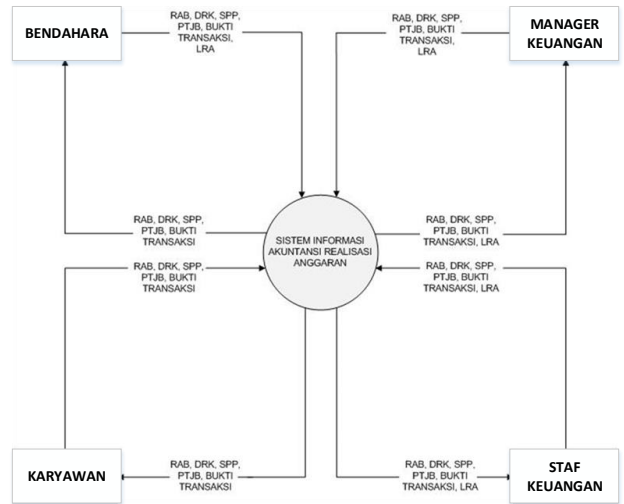 BENDAHARA
RAB, DRK, SPP,
PTJB, BUKTI
TRANSAKSI,
LRA
RAB, DRK, SPP,
PTJB, BUKTI
TRANSAKSI,
LRA
MANAGER
KEUANGAN
RAB, DRK, SPP,
PTJB, BUKTI
TRANSAKSI
SISTEM INFORMASI
AKUNTANSI REALISASI
ANGGARAN
RAB, DRK, SPP,
PTJB, BUKTI
TRANSAKSI, LRA
RAB, DRK, SPP,
PTJB, BUKTI
TRANSAKSI
RAB, DRK, SPP,
PTJB, BUKTI
TRANSAKSI, LRA
KARYAWAN
RAB, DRK, SPP,
PTJB, BUKTI
TRANSAKSI
RAB, DRK, SPP,
PTJB, BUKTI
TRANSAKSI, LRA
STAF
KEUANGAN